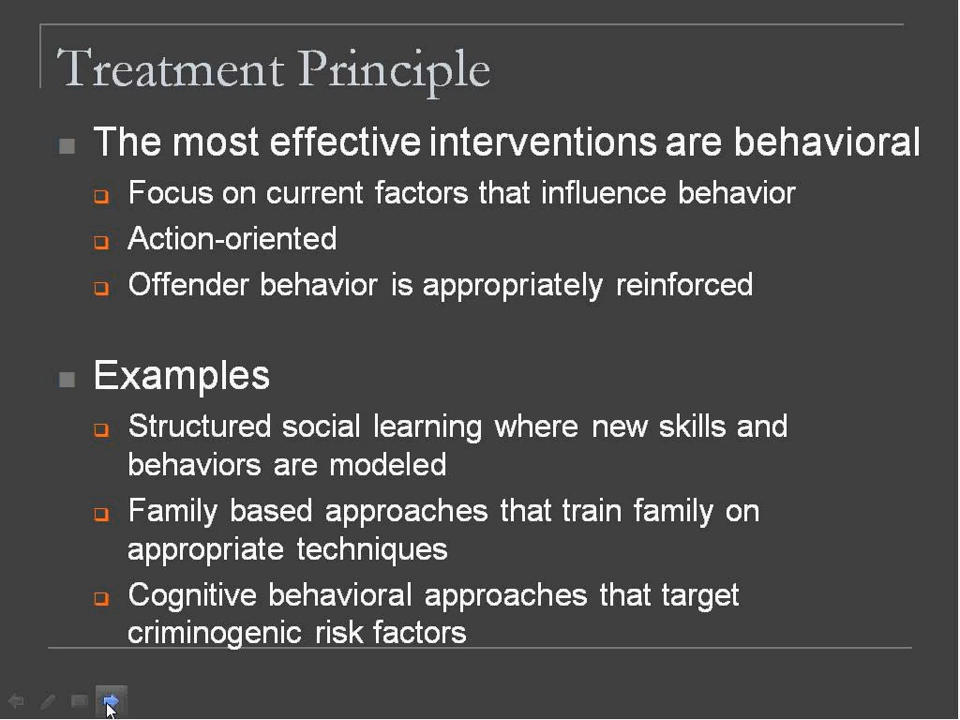 Treatment Principle
The most effective interventions are behavioral
Focus on current factors that influence behavior
Action-oriented
Offender behavior is appropriately reinforced
Examples
Structured social learning where new skills and
behaviors are modeled
Family based approaches that train family on
appropriate techniques
Cognitive behavioral approaches that target
criminogenic risk factors